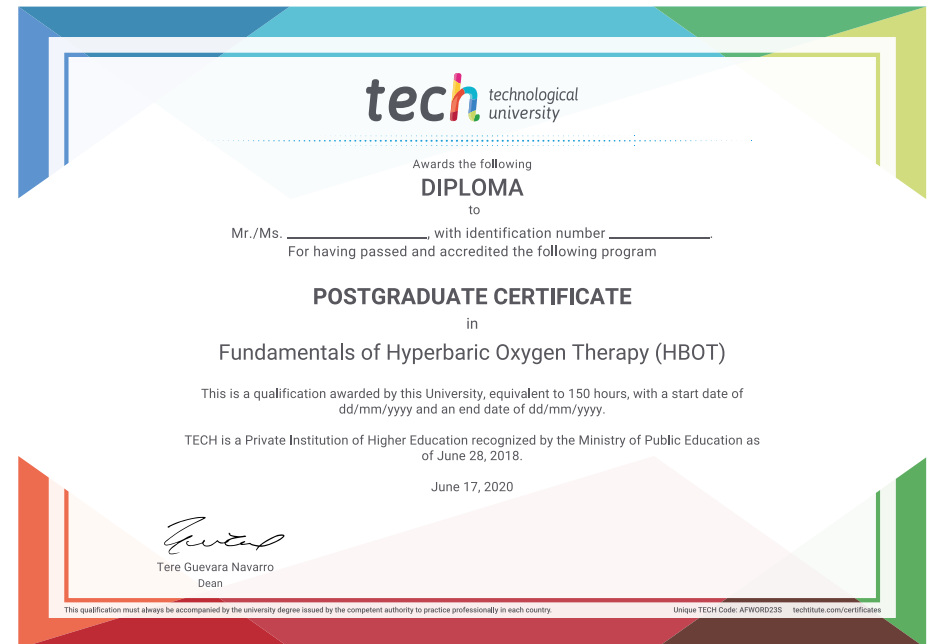 tech technological
university
Awards the following
DIPLOMA
to
Mr./Ms. ____________, with identification number ____________.
For having passed and accredited the following program
POSTGRADUATE CERTIFICATE
in
Fundamentals of Hyperbaric Oxygen Therapy (HBOT)
This is a qualification awarded by this University, equivalent to 150 hours, with a start date of
dd/mm/yyyy and an end date of dd/mm/yyyy.
TECH is a Private Institution of Higher Education recognized by the Ministry of Public Education as
of June 28, 2018.
June 17, 2020
Tere Guevara Navarro
Dean
This qualification must always be accompanied by the university degree issued by the competent authority to practice professionally in each country.
Unique TECH Code: AFWORD23S techtitute.com/certificates